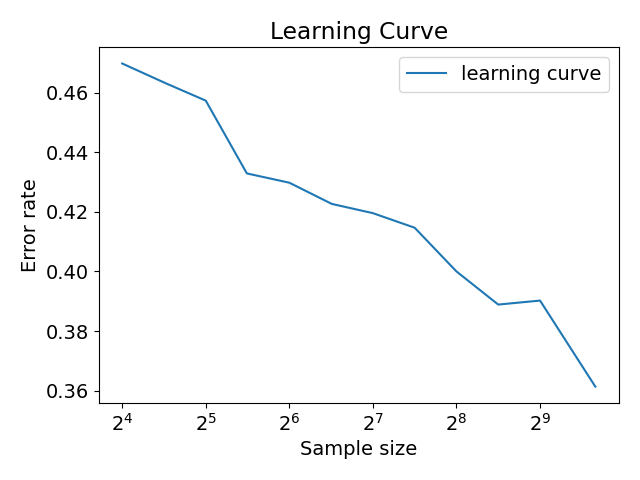 Learning Curve
learning curve
0.46
0.44
0.42
0.40
0.38
0.36
Error rate
2⁴ 2⁵ 2⁶ 2⁷ 2⁸ 2⁹
Sample size